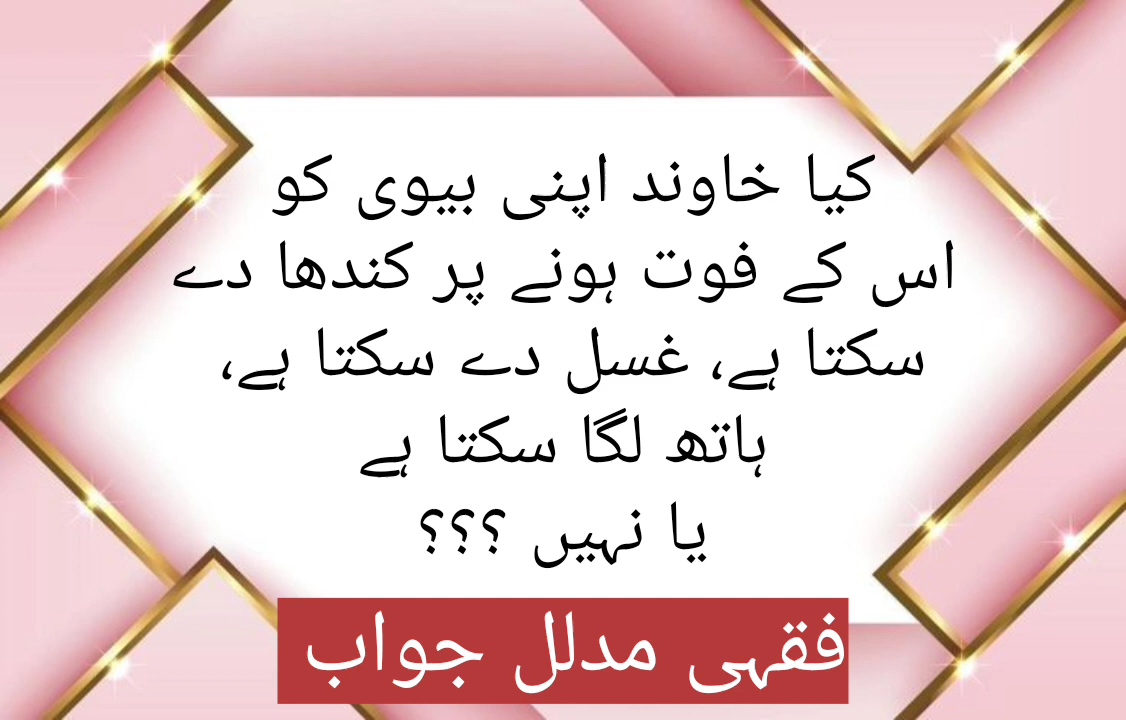 کیا خاوند اپنی بیوی کو
اس کے فوت ہونے پر کندھا دے
سکتا ہے، غسل دے سکتا ہے،
ہاتھ لگا سکتا ہے
یا نہیں ؟؟؟
فقہی مدلل جواب